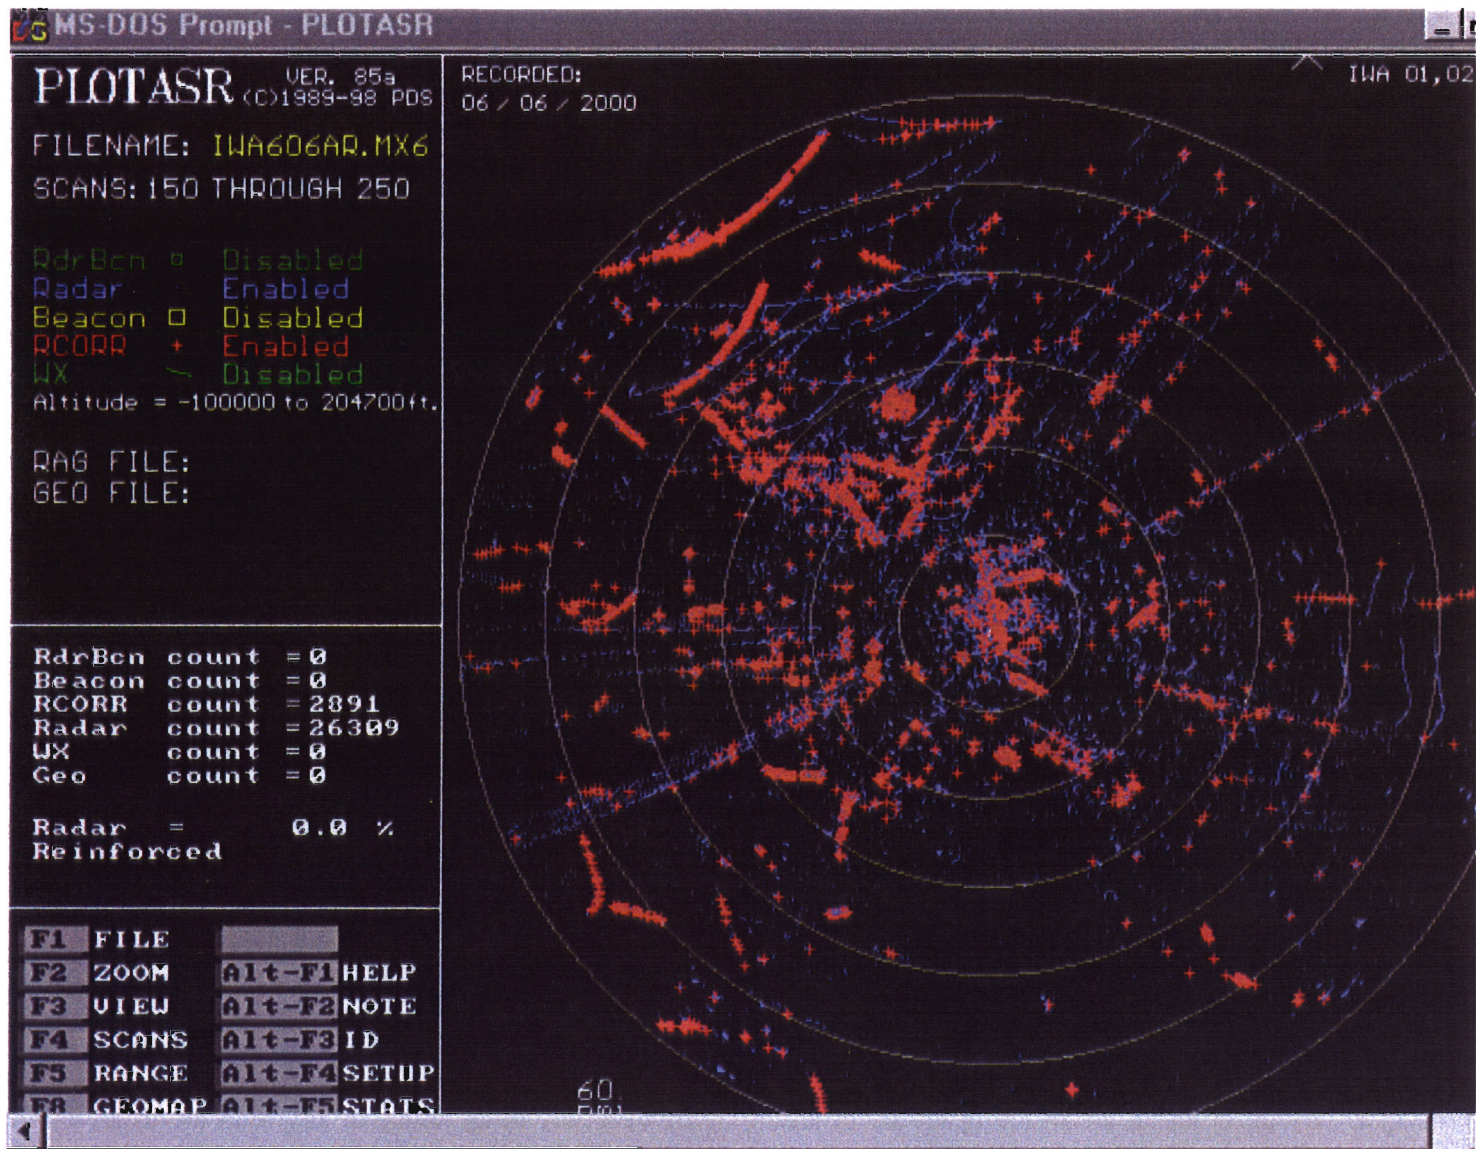 MS-DOS Prompt - PLOTASR
PLOTASR VER. 85a
(C)1989-98 PDS
FILENAME: IWA606AR.MX6
SCANS: 150 THROUGH 250
RdrBcn Disabled
Radar Enabled
Beacon Disabled
RCORR + Enabled
WX Disabled
Altitude = -100000 to 204700ft.
RAG FILE:
GEO FILE:
RdrBcn count =0
Beacon count =0
RCORR count =2891
Radar count =26309
WX count =0
Geo count =0
Radar = 0.0 %
Reinforced
F1 FILE
F2 ZOOM Alt-F1 HELP
F3 VIEW Alt-F2 NOTE
F4 SCANS Alt-F3 ID
F5 RANGE Alt-F4 SETUP
F8 GEOMAP Alt-F5 STATS
RECORDED:
06 / 06 / 2000
IWA 01,02
60